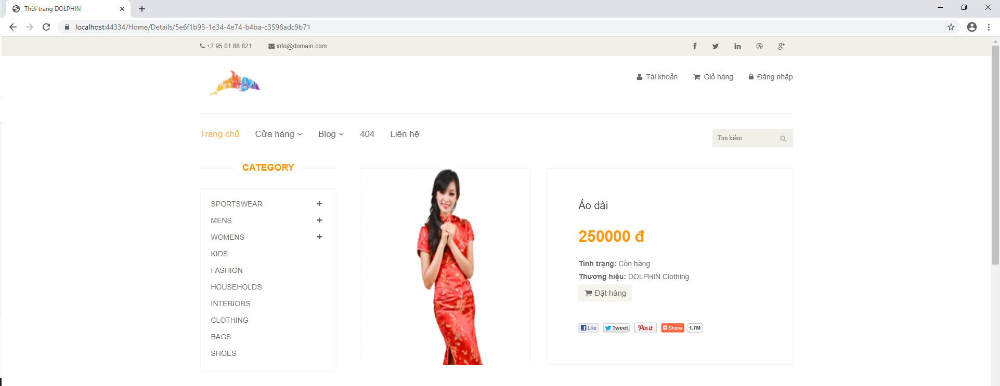 Thời trang DOLPHIN
localhost:44334/Home/Details/5e6f1b93-1e34-4e74-b4ba-c3596adc9b71
+2 95 01 88 821 info@domain.com
Tài khoản Giỏ hàng Đăng nhập
Trang chủ Cửa hàng Blog 404 Liên hệ
Tìm kiếm
CATEGORY
SPORTSWEAR
MENS
WOMENS
KIDS
FASHION
HOUSEHOLDS
INTERIORS
CLOTHING
BAGS
SHOES
Áo dài
250000 đ
Tình trạng: Còn hàng
Thương hiệu: DOLPHIN Clothing
Đặt hàng
Like Tweet Pin it Share 1.7M